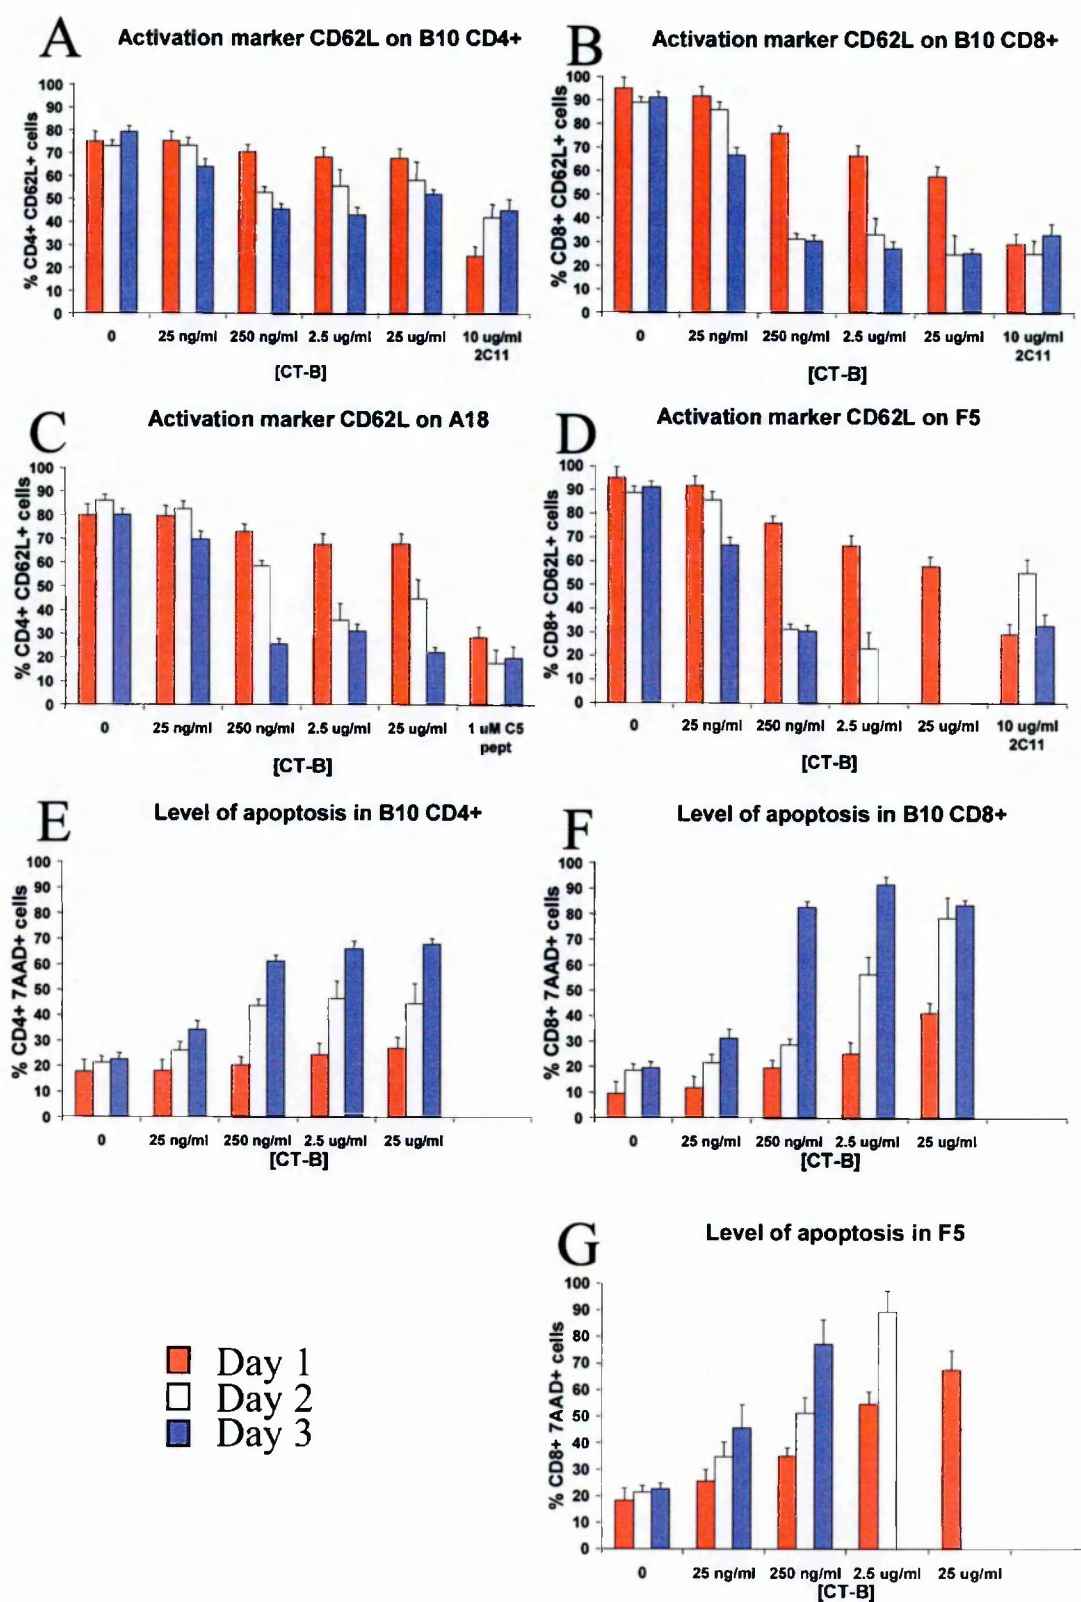 A
Activation marker CD62L on B10 CD4+
% CD4+ CD62L+ cells
100
90
80
70
60
50
40
30
20
10
0
0 25 ng/ml 250 ng/ml 2.5 ug/ml 25 ug/ml 10 ug/ml
2C11
[CT-B]
B
Activation marker CD62L on B10 CD8+
% CD8+ CD62L+ cells
100
90
80
70
60
50
40
30
20
10
0
0 25 ng/ml 250 ng/ml 2.5 ug/ml 25 ug/ml 10 ug/ml
2C11
[CT-B]
C
Activation marker CD62L on A18
% CD4+ CD62L+ cells
100
90
80
70
60
50
40
30
20
10
0
0 25 ng/ml 250 ng/ml 2.5 ug/ml 25 ug/ml 1 uM C5
pept
[CT-B]
D
Activation marker CD62L on F5
% CD8+ CD62L+ cells
100
90
80
70
60
50
40
30
20
10
0
0 25 ng/ml 250 ng/ml 2.5 ug/ml 25 ug/ml 10 ug/ml
2C11
[CT-B]
E
Level of apoptosis in B10 CD4+
% CD4+ 7AAD+ cells
100
90
80
70
60
50
40
30
20
10
0
0 25 ng/ml 250 ng/ml 2.5 ug/ml 25 ug/ml
[CT-B]
F
Level of apoptosis in B10 CD8+
% CD8+ 7AAD+ cells
100
90
80
70
60
50
40
30
20
10
0
0 25 ng/ml 250 ng/ml 2.5 ug/ml 25 ug/ml
[CT-B]
G
Level of apoptosis in F5
% CD8+ 7AAD+ cells
100
90
80
70
60
50
40
30
20
10
0
0 25 ng/ml 250 ng/ml 2.5 ug/ml 25 ug/ml
[CT-B]
Day 1
Day 2
Day 3